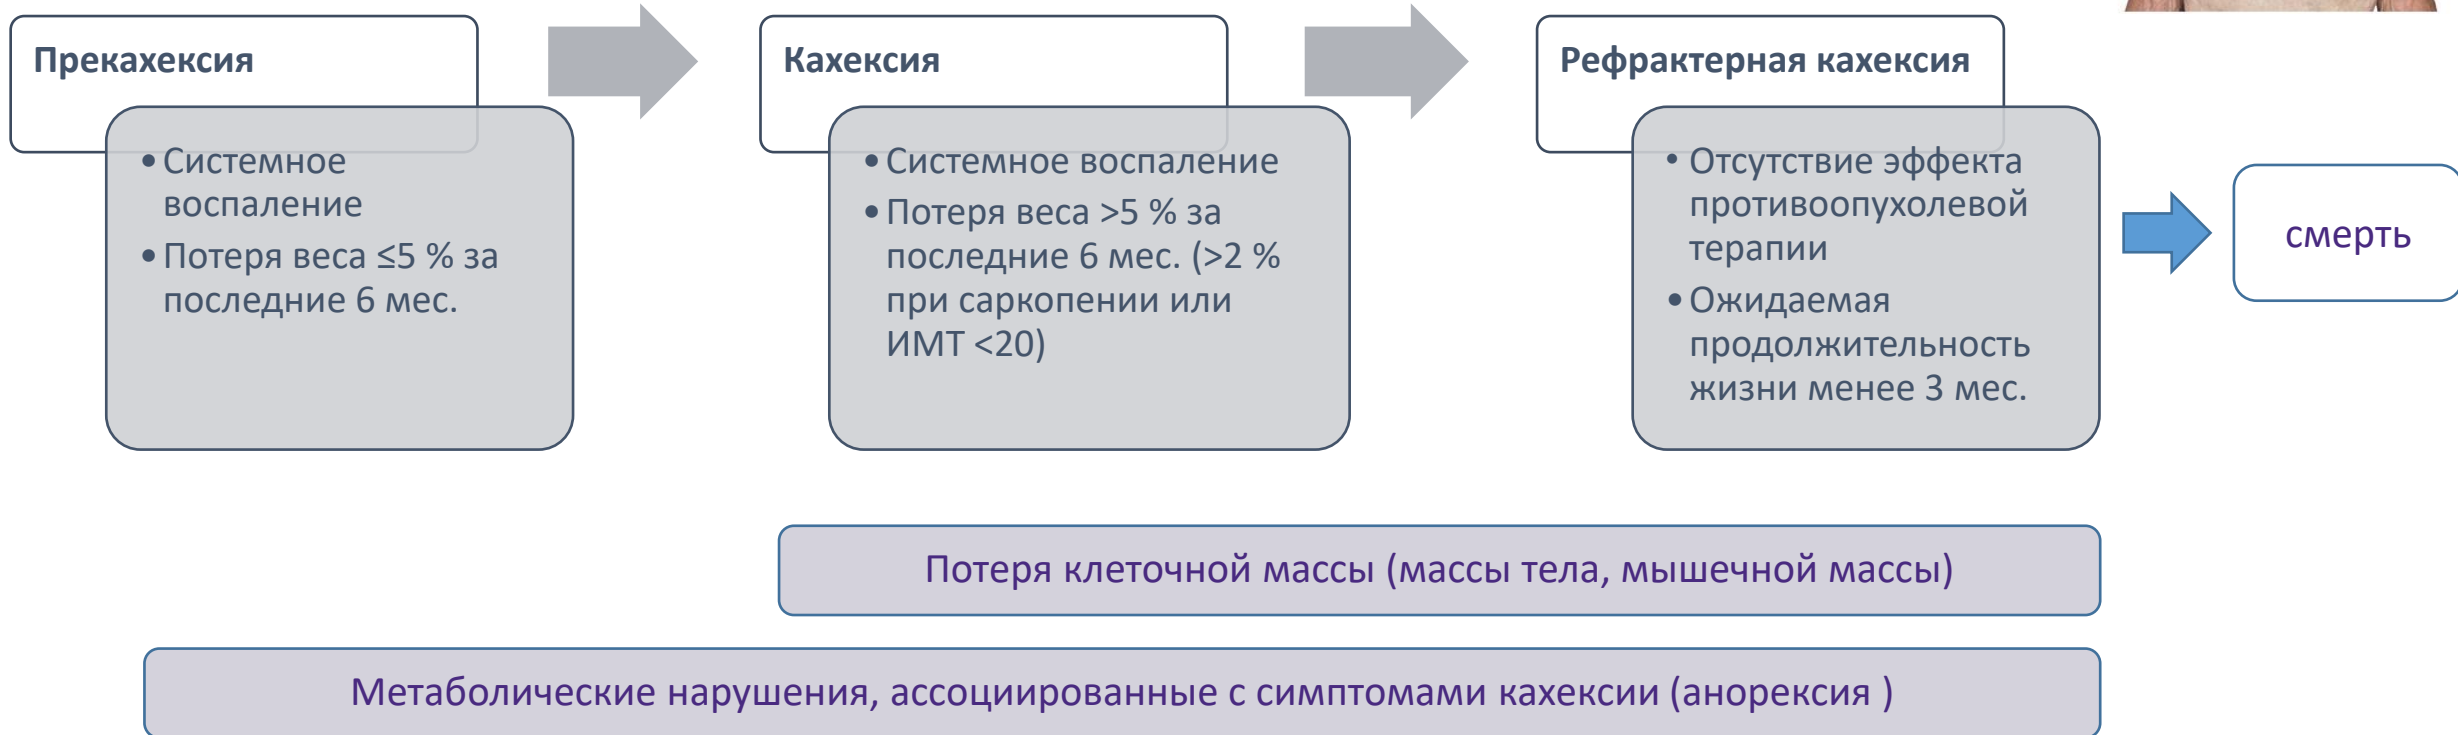 Прекахексия
• Системное
воспаление
• Потеря веса ≤5 % за
последние 6 мес.
Кахексия
• Системное воспаление
• Потеря веса >5 % за
последние 6 мес. (>2 %
при саркопении или
ИМТ <20)
Рефрактерная кахексия
• Отсутствие эффекта
противоопухолевой
терапии
• Ожидаемая
продолжительность
жизни менее 3 мес.
смерть
Потеря клеточной массы (массы тела, мышечной массы)
Метаболические нарушения, ассоциированные с симптомами кахексии (анорексия )